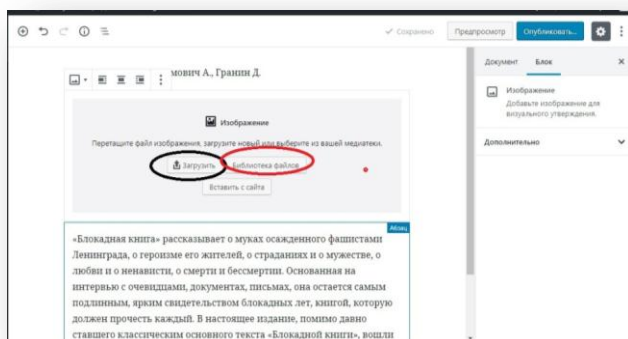 Сохранено Предпросмотр Опубликовать...
Документ Блок
мович А., Гранин Д.
Изображение
Добавьте изображение для
визуального утверждения.
Изображение
Перетащите файл изображения, загрузите новый или выберите из вашей медиатеки.
Загрузить Библиотека файлов
Вставить с сайта
Дополнительно
Абзац
«Блокадная книга» рассказывает о муках осажденного фашистами
Ленинграда, о героизме его жителей, о страданиях и о мужестве, о
любви и о ненависти, о смерти и бессмертии. Основанная на
интервью с очевидцами, документах, письмах, она остается самым
подлинным, ярким свидетельством блокадных лет, книгой, которую
должен прочесть каждый. В настоящее издание, помимо давно
ставшего классическим основного текста «Блокадной книги», вошли